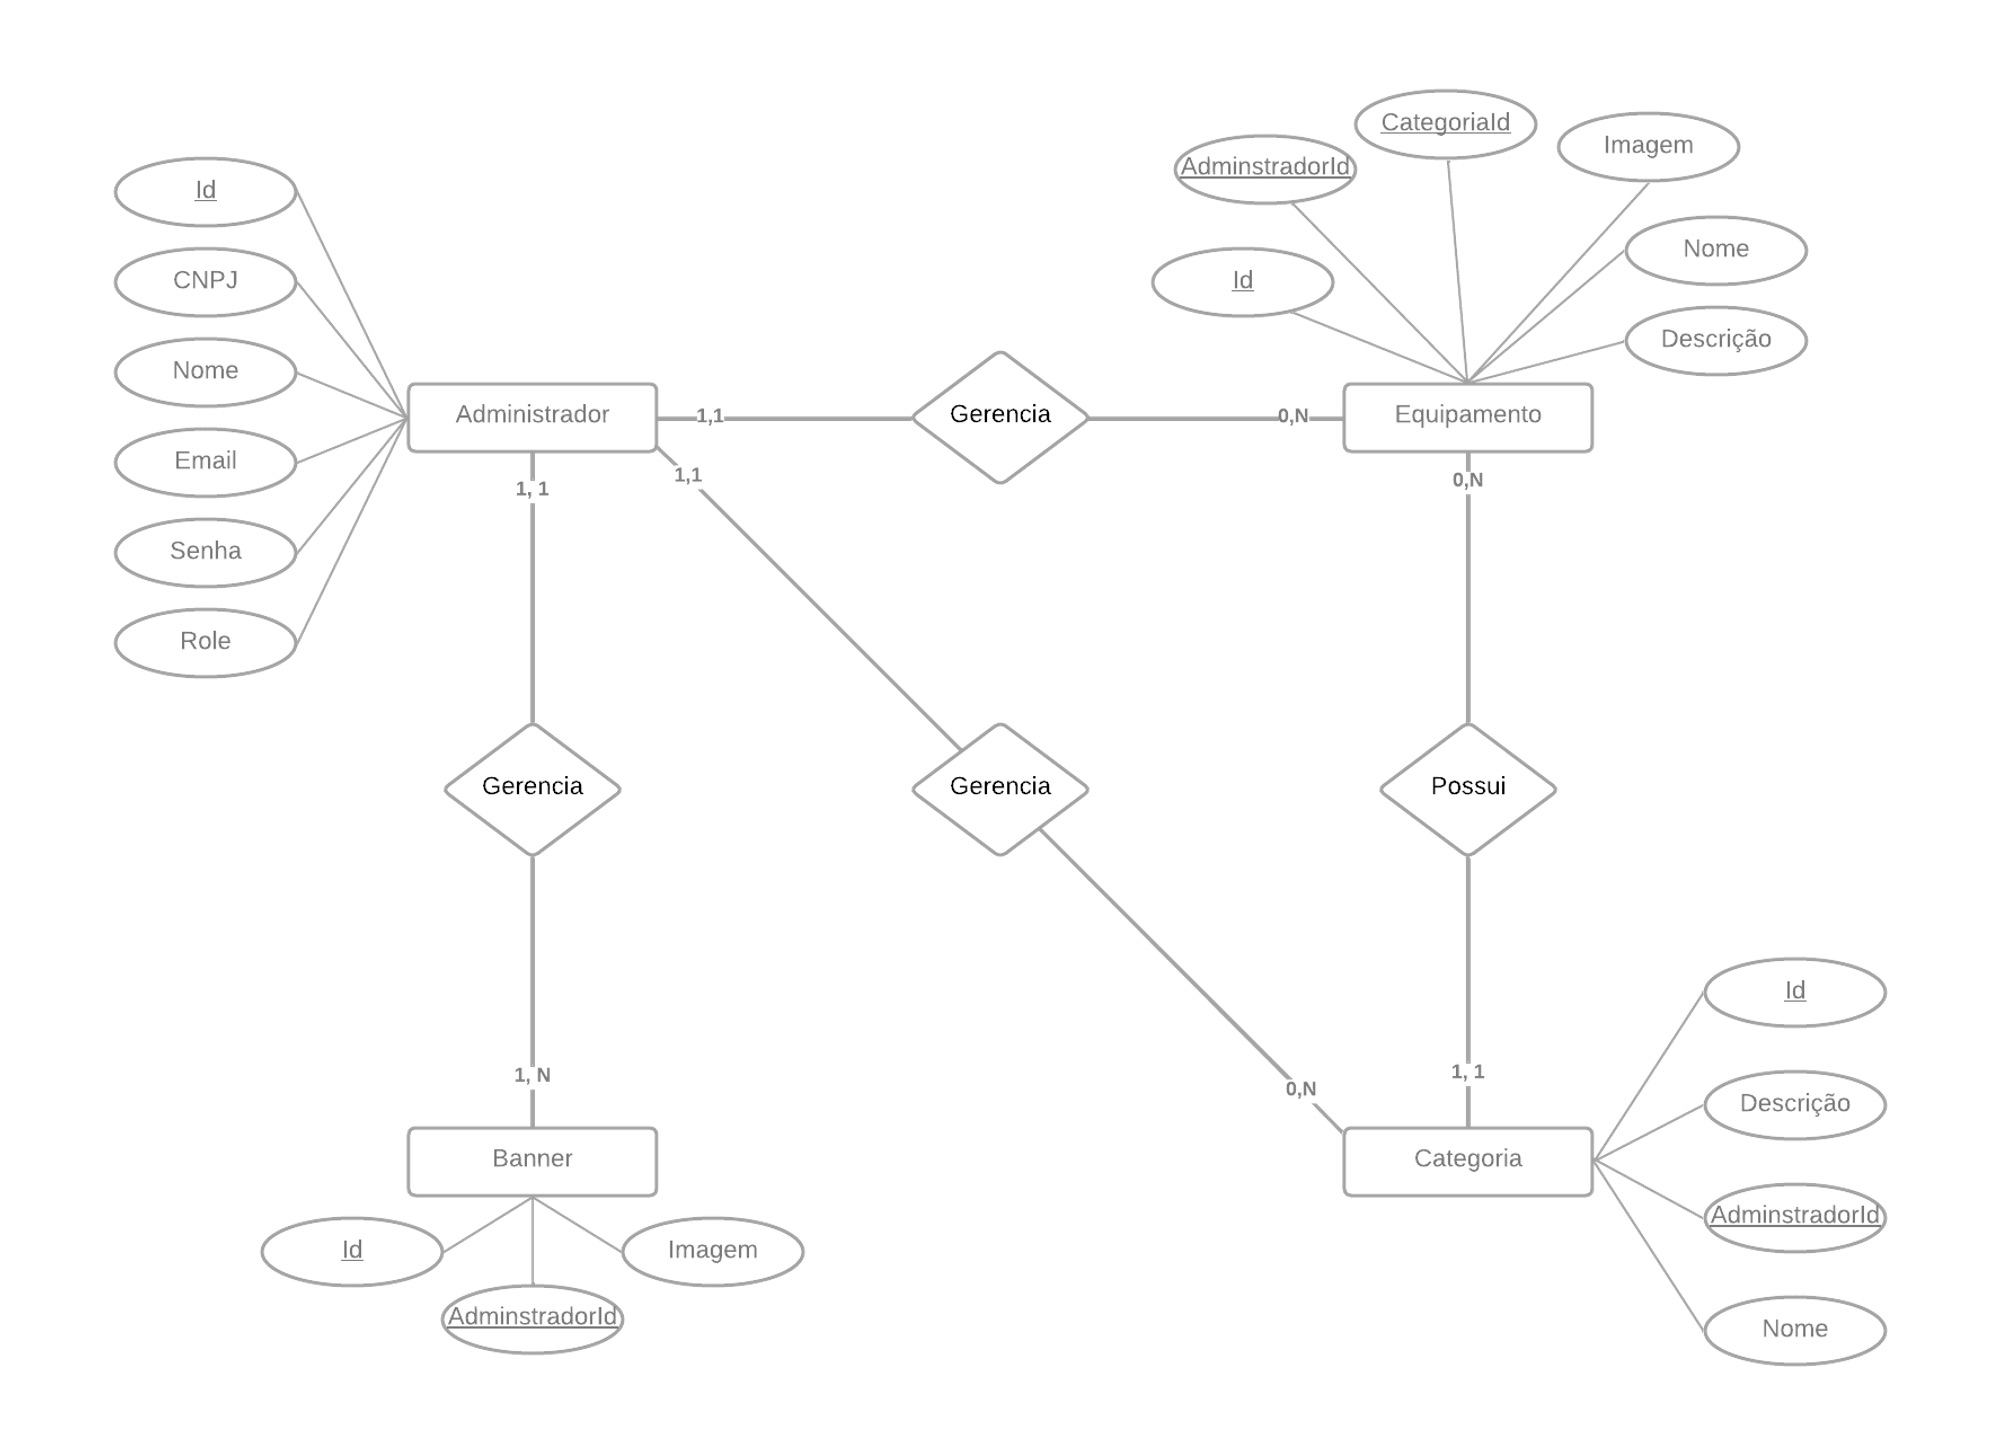 CategoriaId
Imagem
AdminstradorId
Id
Nome
Id
CNPJ
Descrição
Nome
Administrador
1,1
Gerencia
0,N
Equipamento
Email
1,1
0,N
1, 1
Senha
Role
Gerencia
Gerencia
Possui
Id
1, N
0,N
1, 1
Descrição
Banner
Categoria
AdminstradorId
Id
Imagem
AdminstradorId
Nome